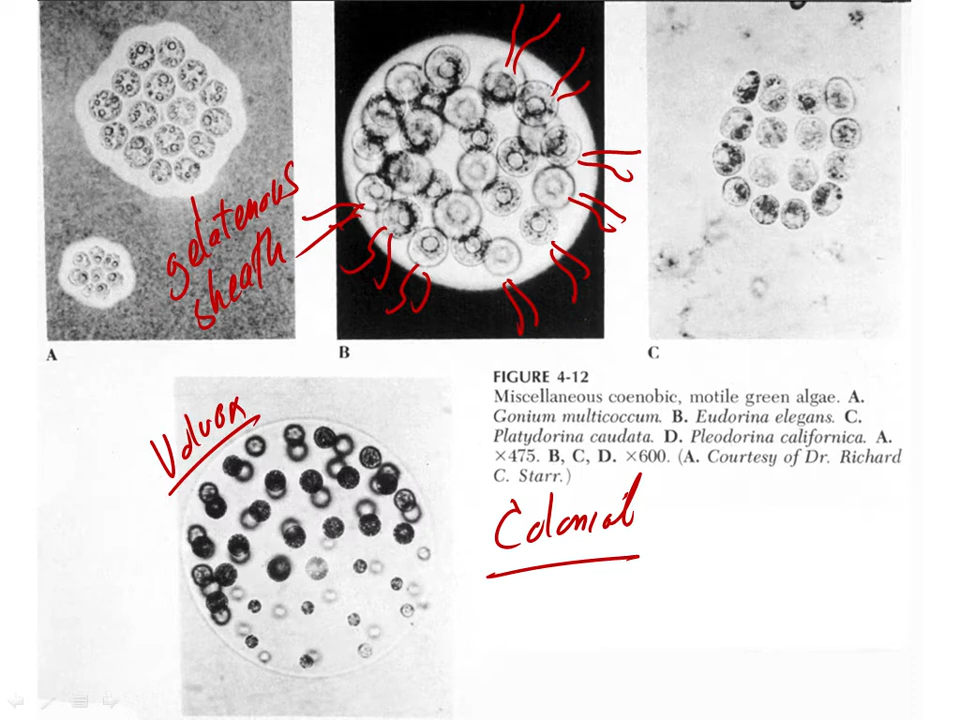 gelatenous
sheath
A
B
C
FIGURE 4-12
Miscellaneous coenobic, motile green algae. A.
Gonium multicoccum. B. Eudorina elegans. C.
Platydorina caudata. D. Pleodorina californica. A.
×475. B, C, D. ×600. (A. Courtesy of Dr. Richard
C. Starr.)
Volvox
Colonial